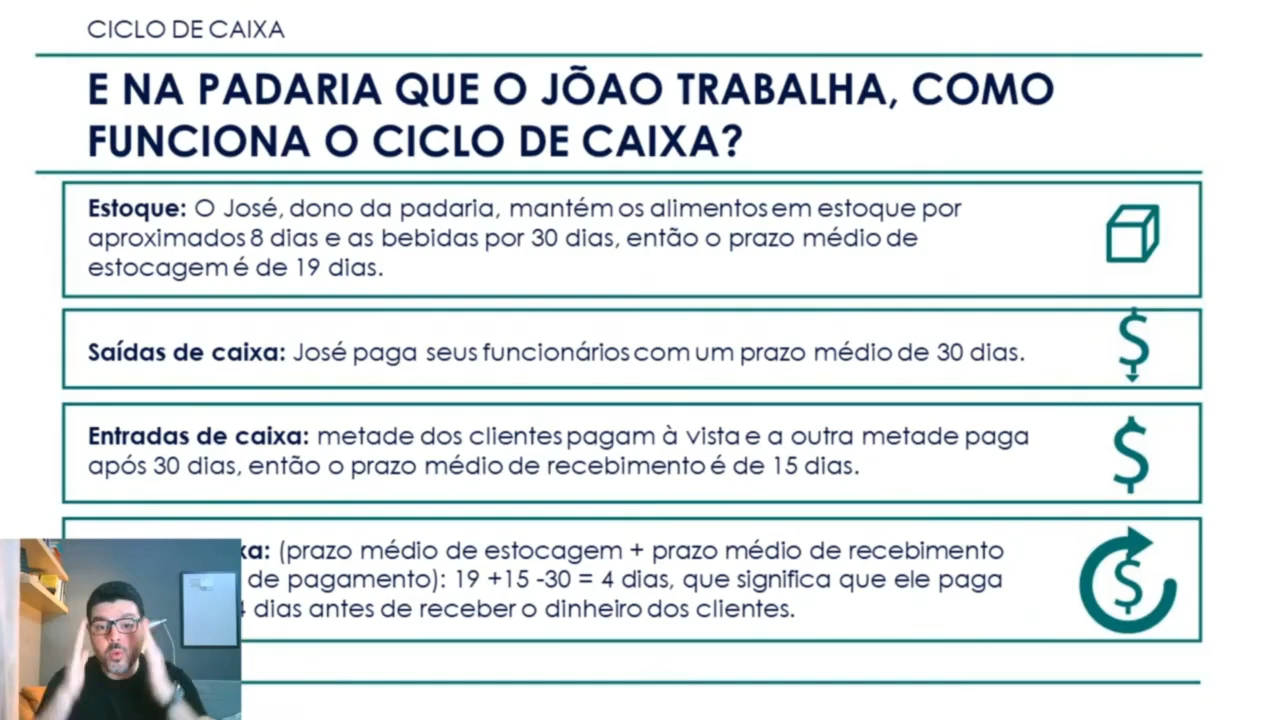 CICLO DE CAIXA
E NA PADARIA QUE O JÕAO TRABALHA, COMO
FUNCIONA O CICLO DE CAIXA?
Estoque: O José, dono da padaria, mantém os alimentos em estoque por
aproximados 8 dias e as bebidas por 30 dias, então o prazo médio de
estocagem é de 19 dias.
Saídas de caixa: José paga seus funcionários com um prazo médio de 30 dias.
Entradas de caixa: metade dos clientes pagam à vista e a outra metade paga
após 30 dias, então o prazo médio de recebimento é de 15 dias.
(prazo médio de estocagem + prazo médio de recebimento
de pagamento): 19 +15 -30 = 4 dias, que significa que ele paga
4 dias antes de receber o dinheiro dos clientes.